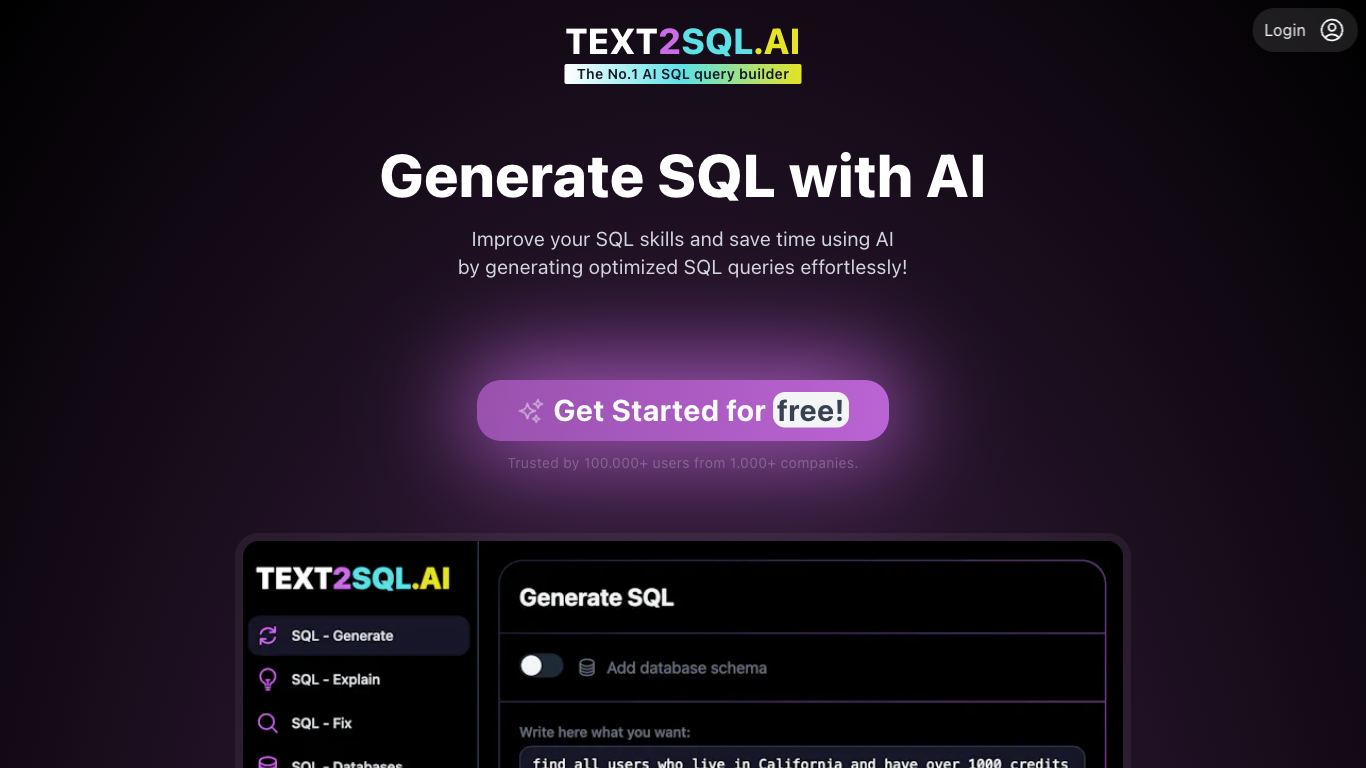 Login
TEXT2SQL.AI
The No.1 AI SQL query builder
Generate SQL with AI
Improve your SQL skills and save time using AI
by generating optimized SQL queries effortlessly!
Get Started for free!
Trusted by 100.000+ users from 1.000+ companies.
TEXT2SQL.AI
SQL - Generate
SQL - Explain
SQL - Fix
SQL - Databases
Generate SQL
Add database schema
Write here what you want:
find all users who live in California and have over 1000 credits